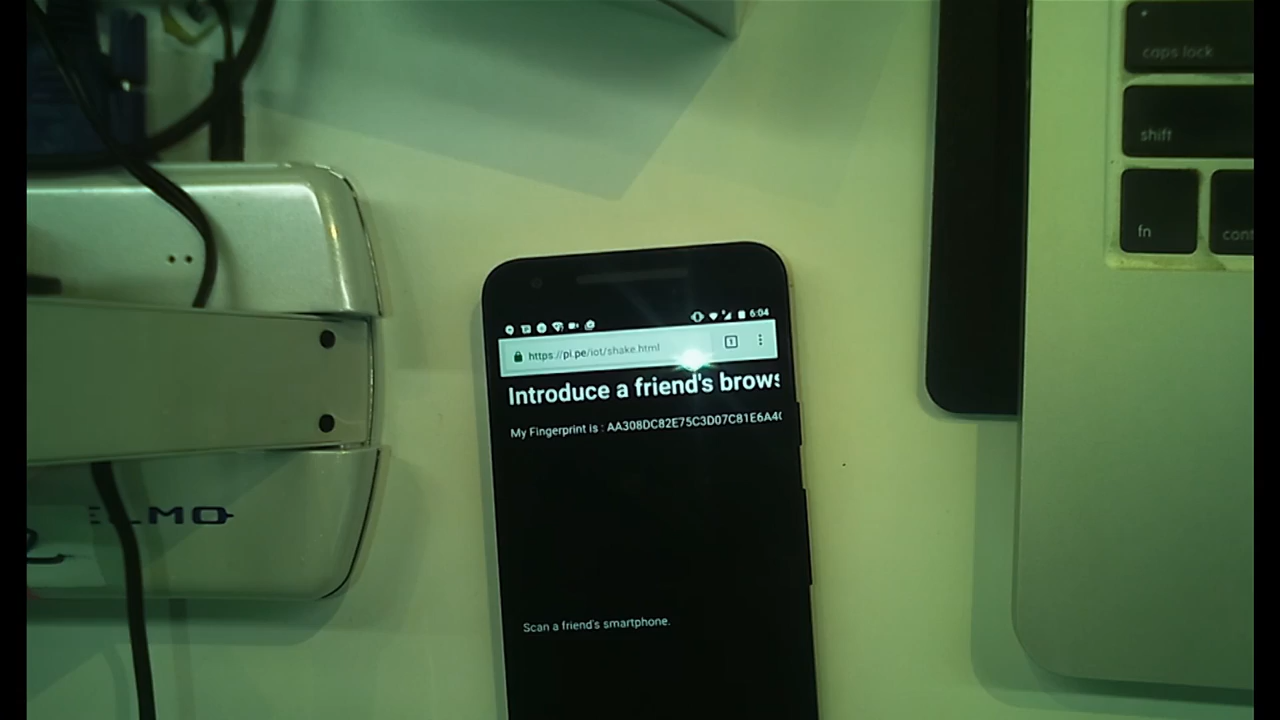 caps lock
shift
fn
6:04
https://pi.pe/iot/shake.html
1
Introduce a friend's brows
My Fingerprint is : AA308DC82E75C3D07C81E6A4
ELMO
Scan a friend's smartphone.